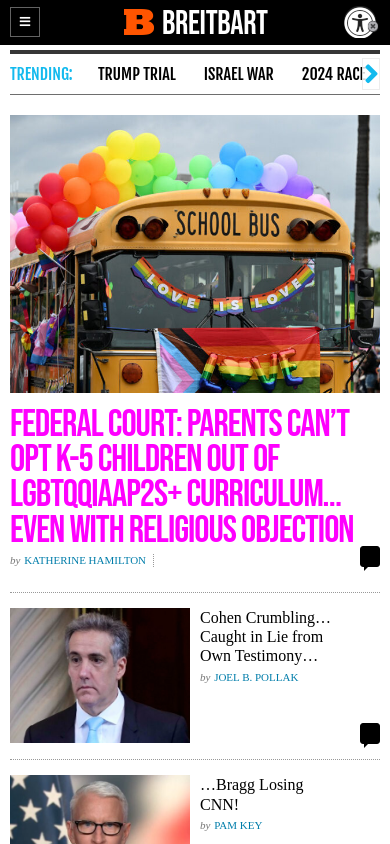 B BREITBART
TRENDING: TRUMP TRIAL ISRAEL WAR 2024 RACE
SCHOOL BUS
LOVE IS LOVE
FEDERAL COURT: PARENTS CAN'T
OPT K-5 CHILDREN OUT OF
LGBTQQIAAP2S+ CURRICULUM…
EVEN WITH RELIGIOUS OBJECTION
by KATHERINE HAMILTON
Cohen Crumbling…
Caught in Lie from
Own Testimony…
by JOEL B. POLLAK
…Bragg Losing
CNN!
by PAM KEY